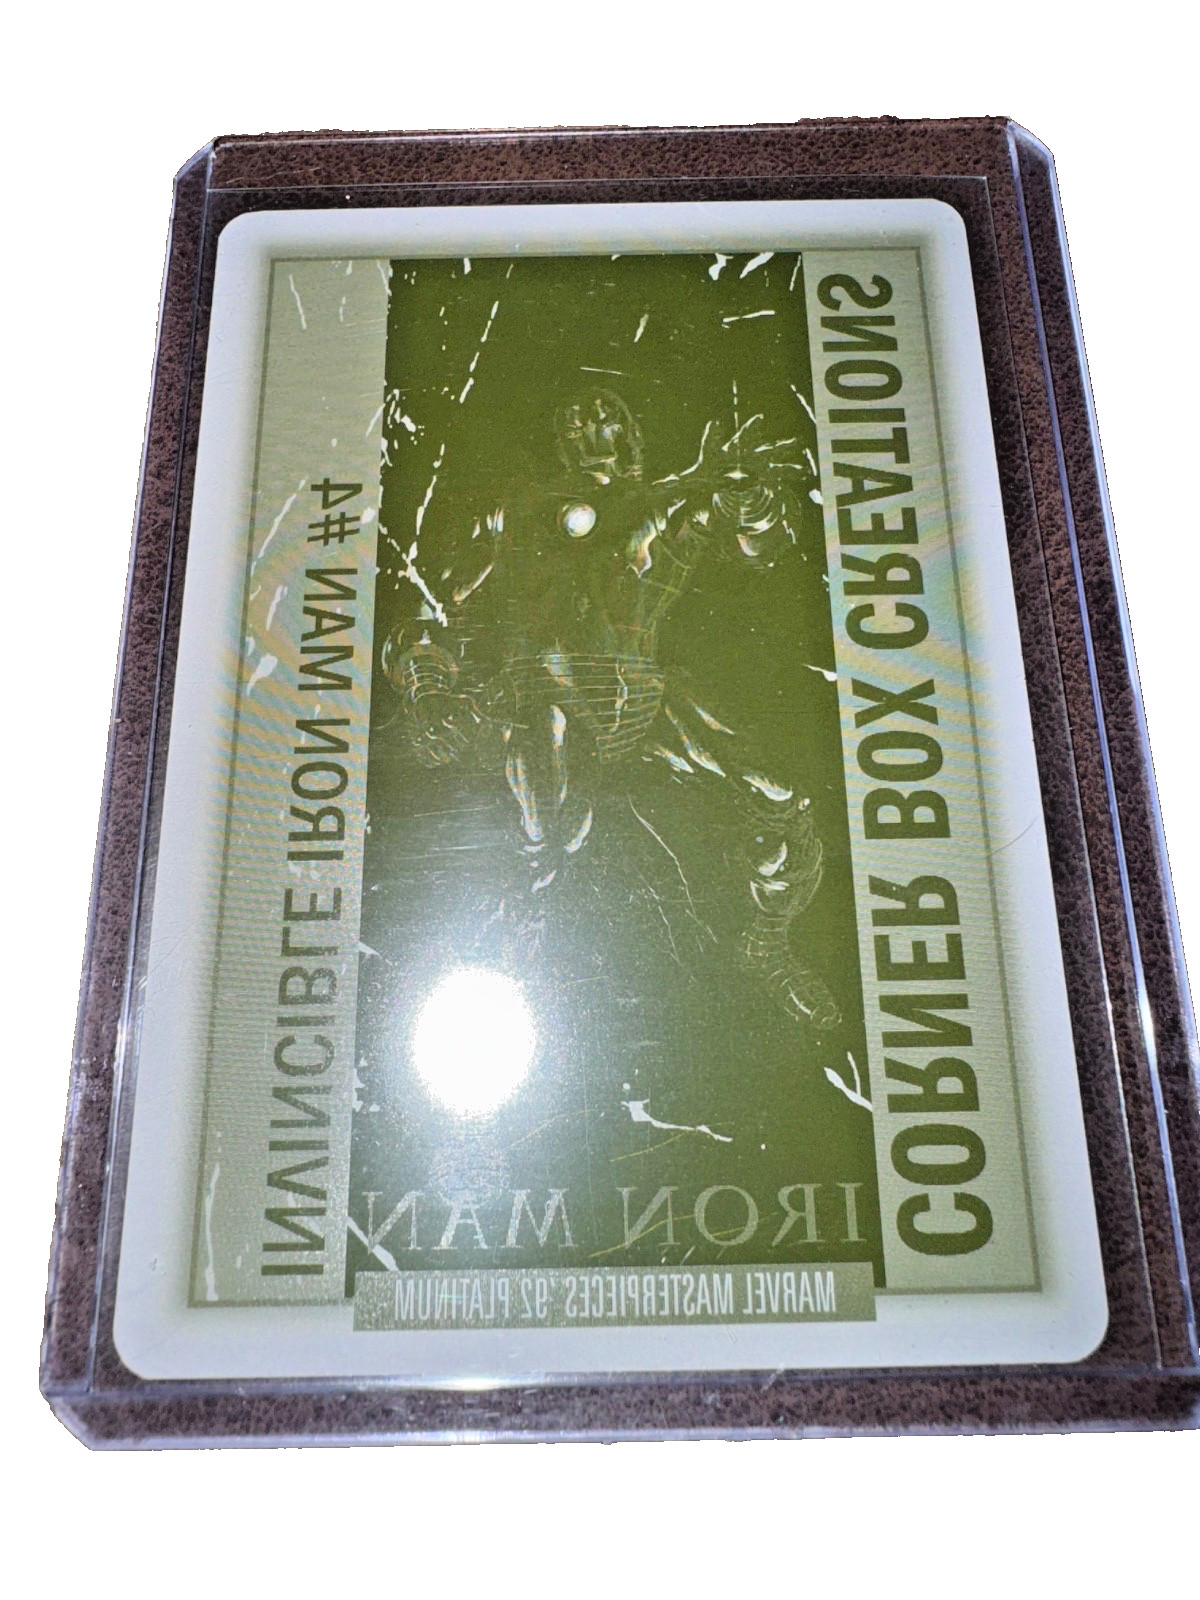 CORNER BOX CREATIONS
INVINCIBLE IRON MAN #4
IRON MAN
MARVEL MASTERPIECES '92 PLATINUM